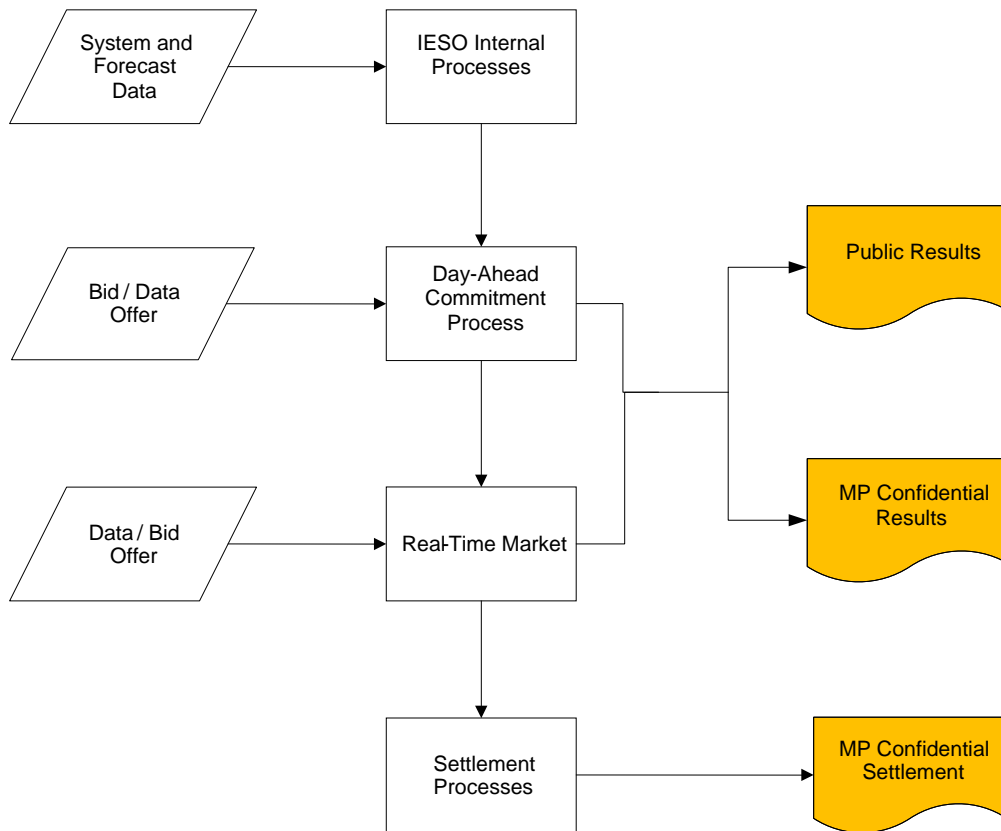 System and
Forecast
Data
IESO Internal
Processes
Public Results
Bid / Data
Offer
Day-Ahead
Commitment
Process
MP Confidential
Results
Data / Bid
Offer
Real-Time Market
MP Confidential
Settlement
Settlement
Processes